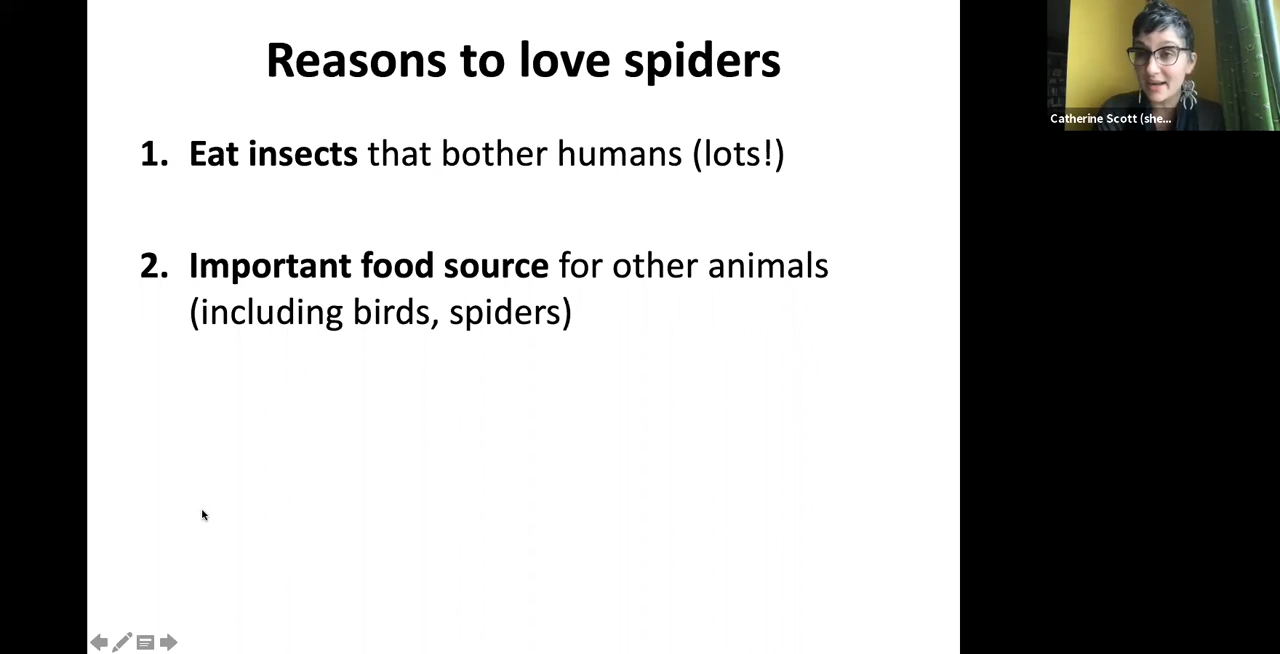 Reasons to love spiders
1. Eat insects that bother humans (lots!)
2. Important food source for other animals
(including birds, spiders)
Catherine Scott (she...